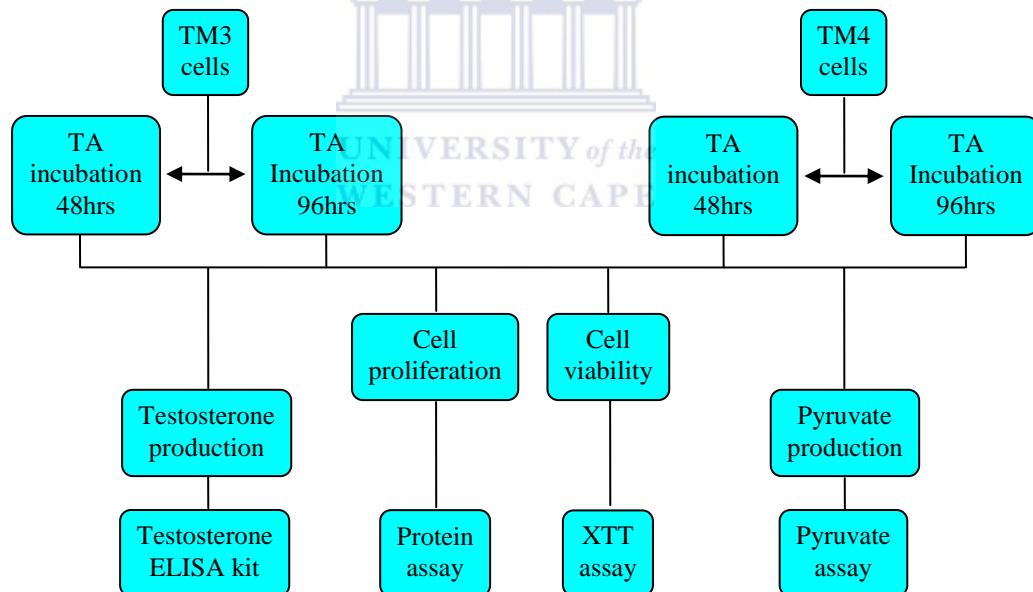 TM3
cells
TM4
cells
TA
incubation
48hrs
TA
Incubation
96hrs
TA
incubation
48hrs
TA
Incubation
96hrs
UNIVERSITY of the
WESTERN CAPE
Cell
proliferation
Cell
viability
Testosterone
production
Pyruvate
production
Testosterone
ELISA kit
Protein
assay
XTT
assay
Pyruvate
assay